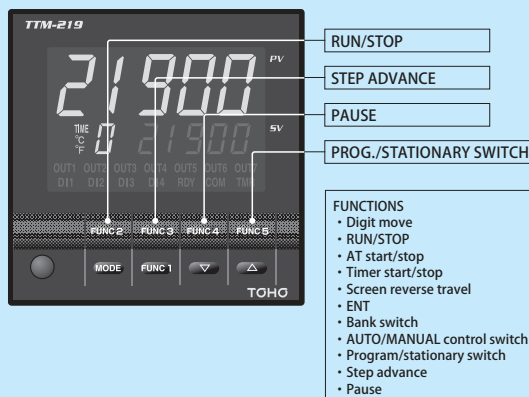 TTM-219
21900 PV
TIME
°C
°F
0 21900 SV
OUT1 OUT2 OUT3 OUT4 OUT5 OUT6 OUT7
DI1 DI2 DI3 DI4 RDY COM TMR
FUNC 2 FUNC 3 FUNC 4 FUNC 5
MODE FUNC 1
TOHO
RUN/STOP
STEP ADVANCE
PAUSE
PROG./STATIONARY SWITCH
FUNCTIONS
・Digit move
・RUN/STOP
・AT start/stop
・Timer start/stop
・Screen reverse travel
・ENT
・Bank switch
・AUTO/MANUAL control switch
・Program/stationary switch
・Step advance
・Pause